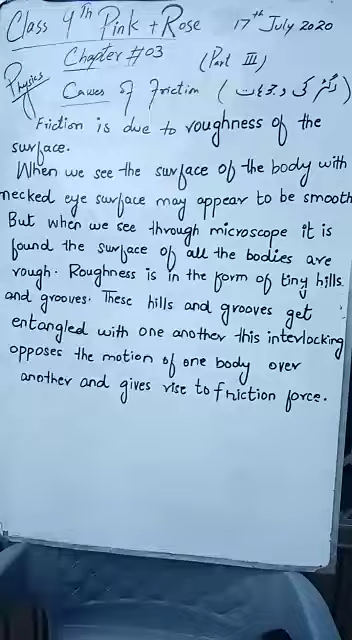 Class 9th Pink + Rose 17th July 2020
Chapter #03 (Part III)
Physics
Causes of Friction (رگڑ کی وجوہات)
Friction is due to roughness of the
surface.
When we see the surface of the body with
necked eye surface may appear to be smooth
But when we see through microscope it is
found the surface of all the bodies are
rough. Roughness is in the form of tiny hills
and grooves. These hills and grooves get
entangled with one another this interlocking
opposes the motion of one body over
another and gives rise to friction force.